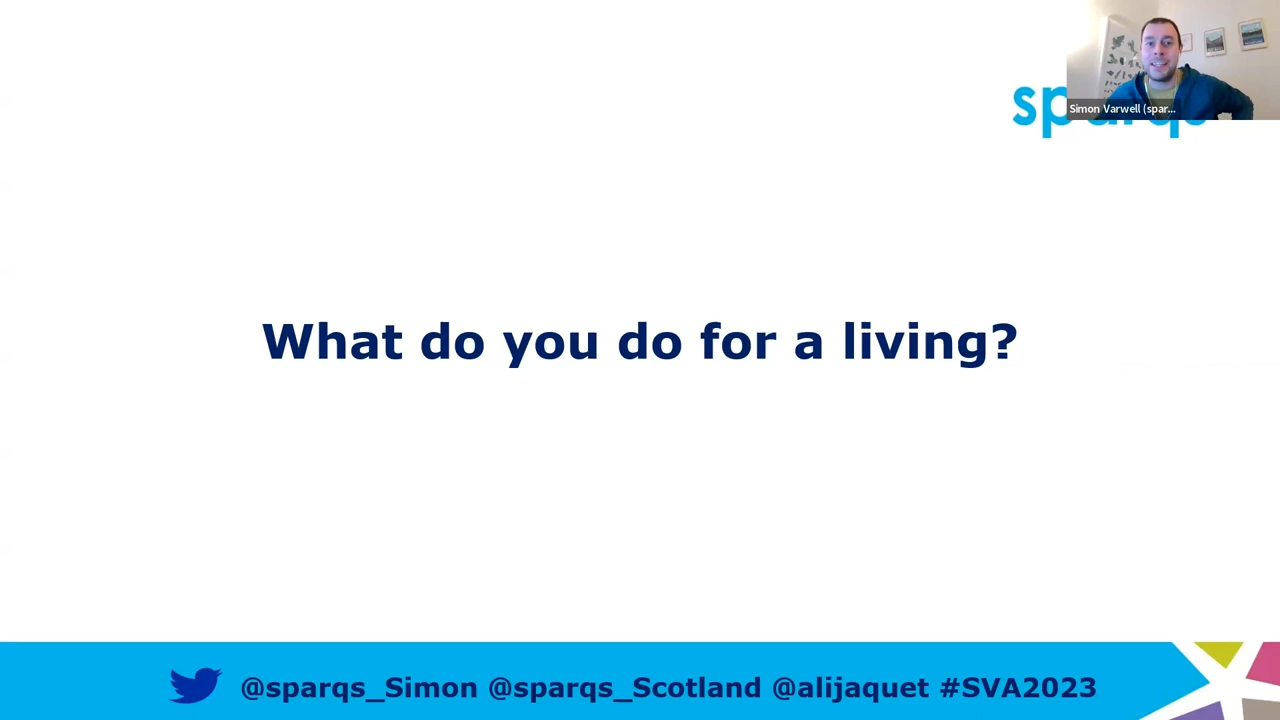 Simon Varwell (spar...
What do you do for a living?
@sparqs_Simon @sparqs_Scotland @alijaquet #SVA2023